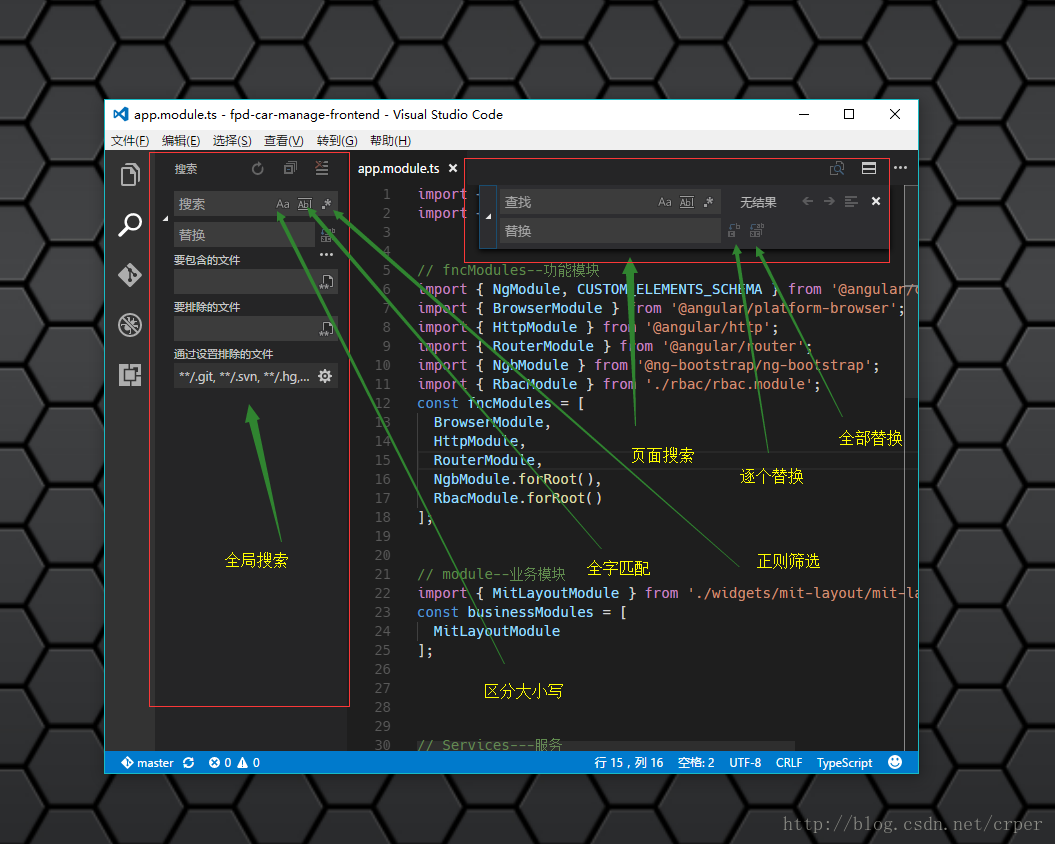 app.module.ts - fpd-car-manage-frontend - Visual Studio Code
文件(F) 编辑(E) 选择(S) 查看(V) 转到(G) 帮助(H)
搜索
搜索 Aa Abl .*
替换
要包含的文件
要排除的文件
通过设置排除的文件
**/.git, **/.svn, **/.hg,...
全局搜索
app.module.ts
查找 Aa Abl .* 无结果
替换
1 import
2 import
3
4
5 // fncModules--功能模块
6 import { NgModule, CUSTOM_ELEMENTS_SCHEMA } from '@angular/
7 import { BrowserModule } from '@angular/platform-browser';
8 import { HttpModule } from '@angular/http';
9 import { RouterModule } from '@angular/router';
10 import { NgbModule } from '@ng-bootstrap/ng-bootstrap';
11 import { RbacModule } from './rbac/rbac.module';
12 const fncModules = [
13 BrowserModule,
14 HttpModule,
15 RouterModule,
16 NgbModule.forRoot(),
17 RbacModule.forRoot()
18 ];
19
20
21 // module--业务模块
22 import { MitLayoutModule } from './widgets/mit-layout/mit-la
23 const businessModules = [
24 MitLayoutModule
25 ];
26
27
28
29
30 // Services---服务
全部替换
页面搜索
逐个替换
正则筛选
全字匹配
区分大小写
master 0 0 行 15，列 16 空格: 2 UTF-8 CRLF TypeScript
http://blog.csdn.net/crper